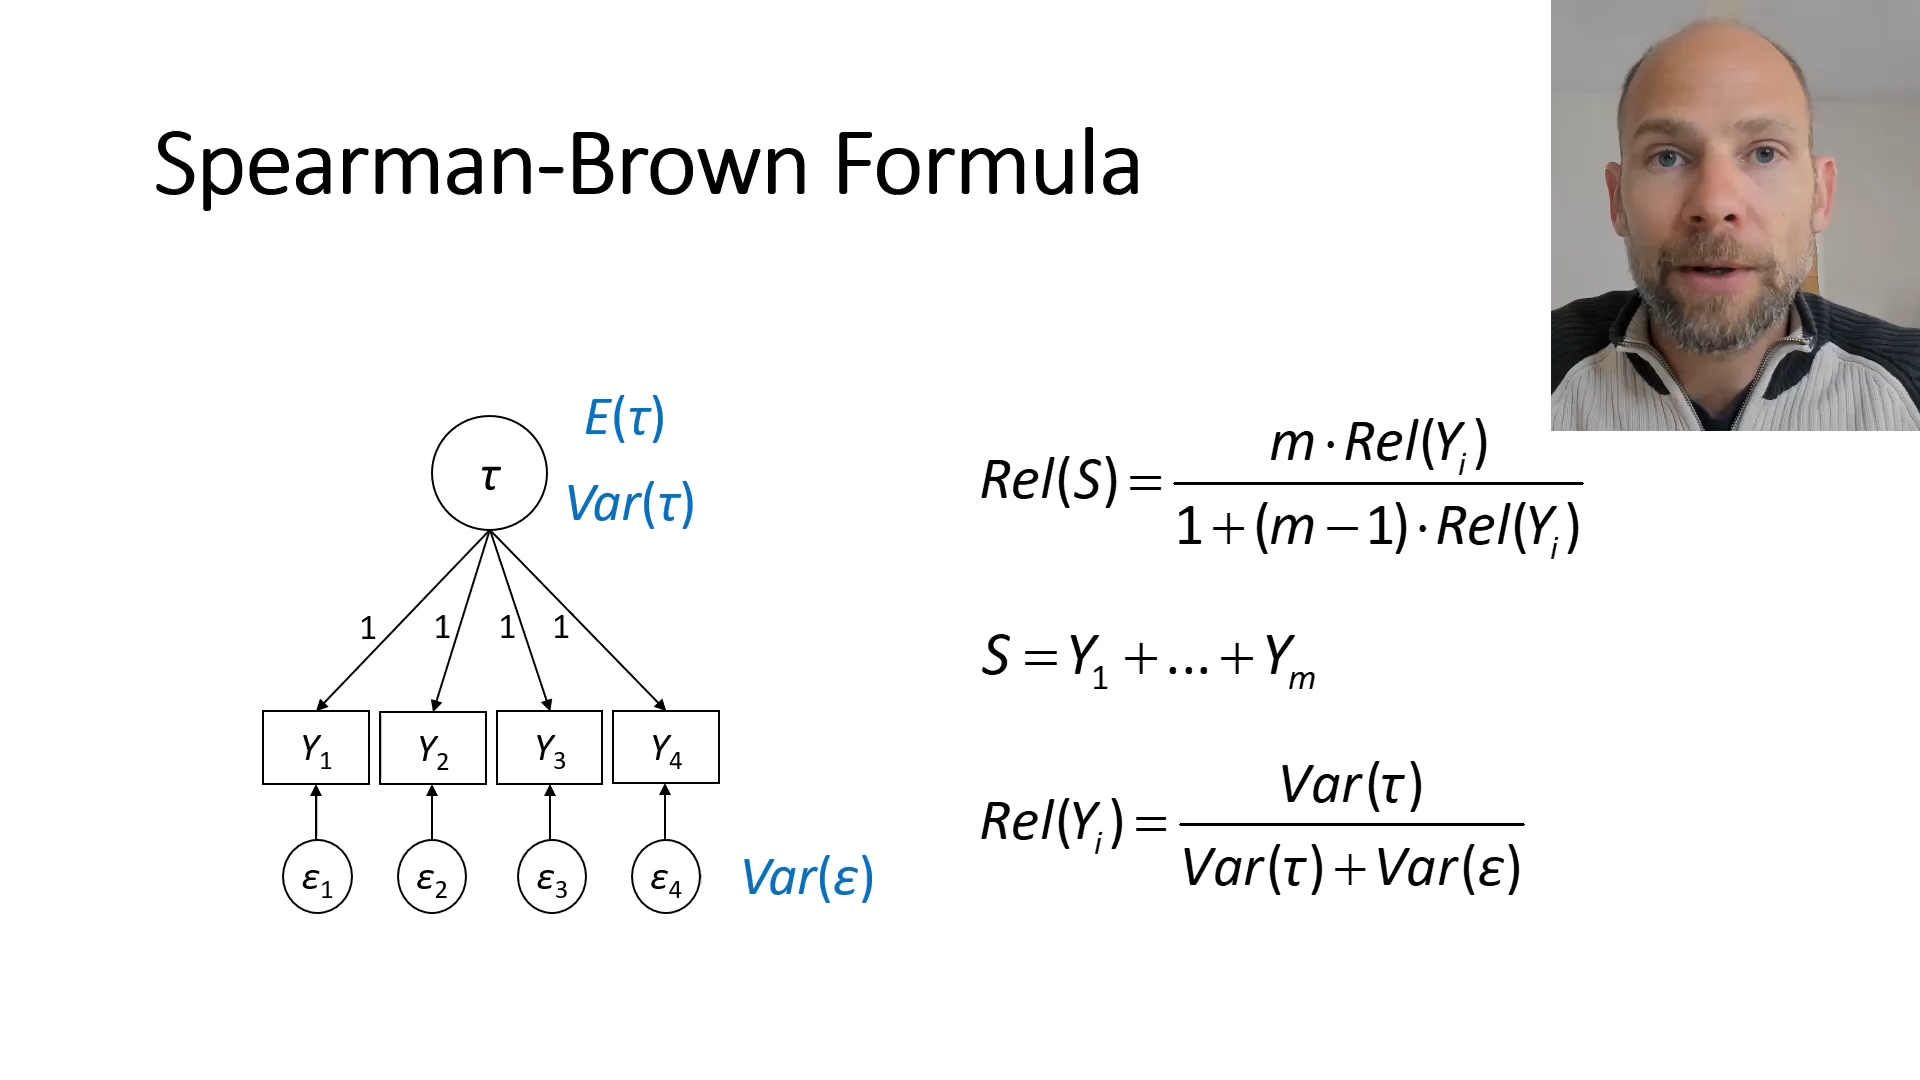 Spearman-Brown Formula
E(τ)
τ
Var(τ)
1 1 1 1
Y₁ Y₂ Y₃ Y₄
ε₁ ε₂ ε₃ ε₄ Var(ε)
Rel(S) = m · Rel(Yᵢ) / 1 + (m − 1) · Rel(Yᵢ)
S = Y₁ + ... + Yₘ
Rel(Yᵢ) = Var(τ) / Var(τ) + Var(ε)